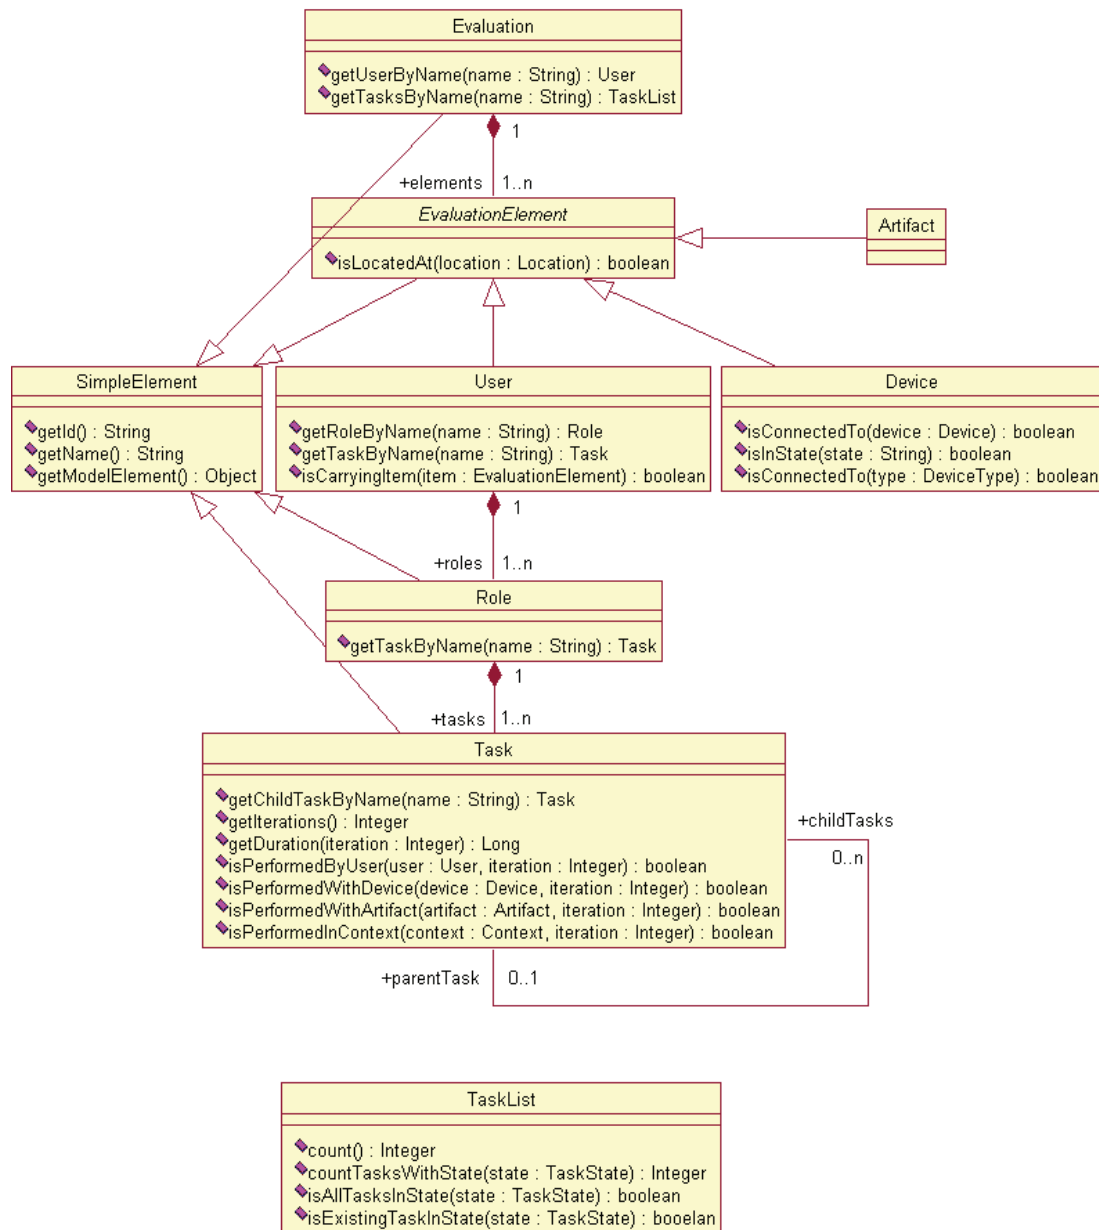 Evaluation
getUserByName(name : String) : User
getTasksByName(name : String) : TaskList
1
+elements 1..n
EvaluationElement
isLocatedAt(location : Location) : boolean
Artifact
SimpleElement
getId() : String
getName() : String
getModelElement() : Object
User
getRoleByName(name : String) : Role
getTaskByName(name : String) : Task
isCarryingItem(item : EvaluationElement) : boolean
Device
isConnectedTo(device : Device) : boolean
isInState(state : String) : boolean
isConnectedTo(type : DeviceType) : boolean
1
+roles 1..n
Role
getTaskByName(name : String) : Task
1
+tasks 1..n
Task
getChildTaskByName(name : String) : Task
getIterations() : Integer
getDuration(iteration : Integer) : Long
isPerformedByUser(user : User, iteration : Integer) : boolean
isPerformedWithDevice(device : Device, iteration : Integer) : boolean
isPerformedWithArtifact(artifact : Artifact, iteration : Integer) : boolean
isPerformedInContext(context : Context, iteration : Integer) : boolean
+childTasks
0..n
+parentTask 0..1
TaskList
count() : Integer
countTasksWithState(state : TaskState) : Integer
isAllTasksInState(state : TaskState) : boolean
isExistingTaskInState(state : TaskState) : booelan